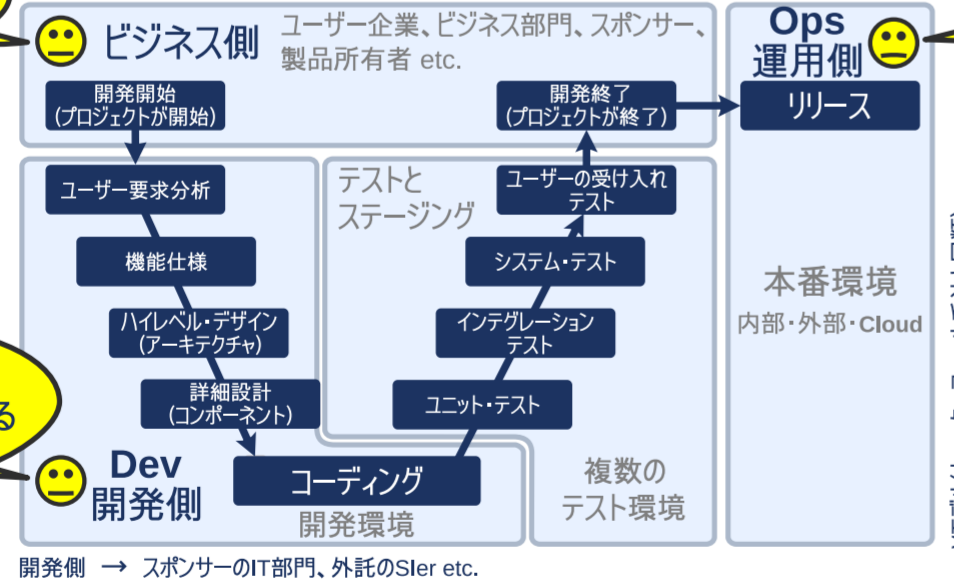 ビジネス側
ユーザー企業、ビジネス部門、スポンサー、
製品所有者 etc.
Ops
運用側
開発開始
(プロジェクトが開始)
開発終了
(プロジェクトが終了)
リリース
ユーザー要求分析
機能仕様
ハイレベル・デザイン
(アーキテクチャ)
詳細設計
(コンポーネント)
Dev
開発側
コーディング
開発環境
テストと
ステージング
ユーザーの受け入れ
テスト
システム・テスト
インテグレーション
テスト
ユニット・テスト
複数の
テスト環境
本番環境
内部・外部・Cloud
る
開発側 → スポンサーのIT部門、外託のSIer etc.